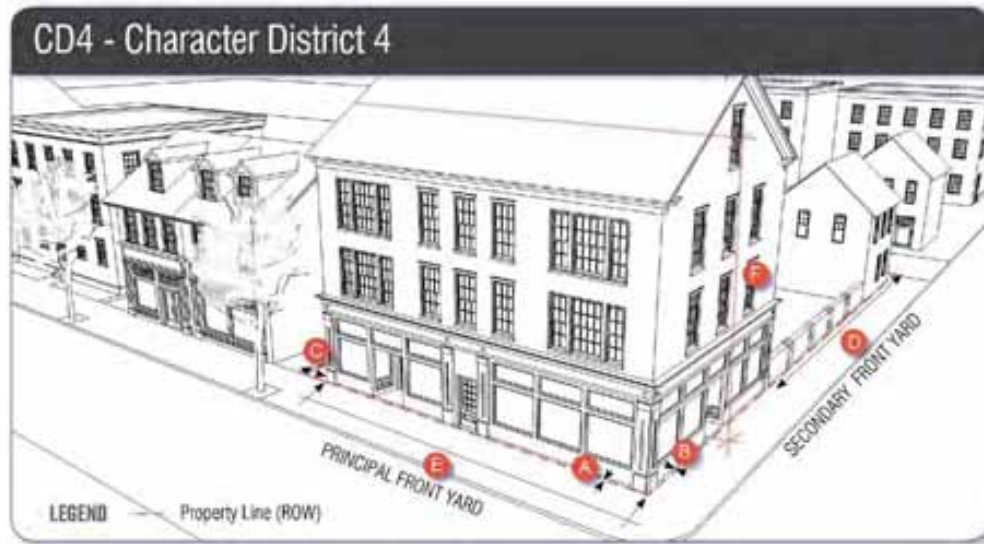 CD4 - Character District 4
F
C
D
SECONDARY FRONT YARD
B
A
E
PRINCIPAL FRONT YARD
LEGEND Property Line (ROW)